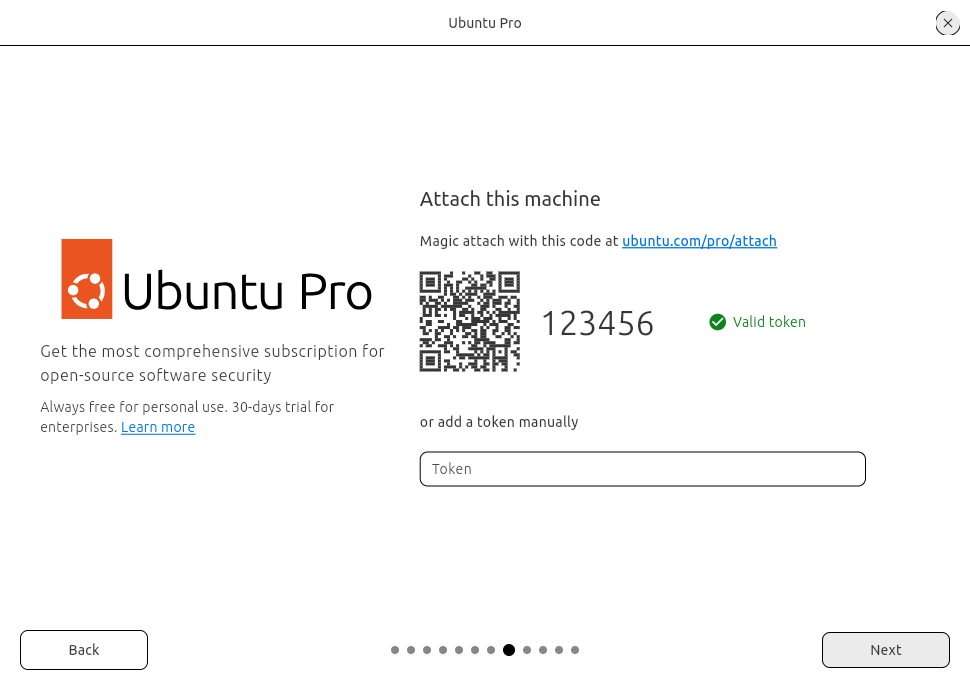 Ubuntu Pro
Ubuntu Pro
Get the most comprehensive subscription for
open-source software security
Always free for personal use. 30-days trial for
enterprises. Learn more
Attach this machine
Magic attach with this code at ubuntu.com/pro/attach
123456
Valid token
or add a token manually
Token
Back
Next